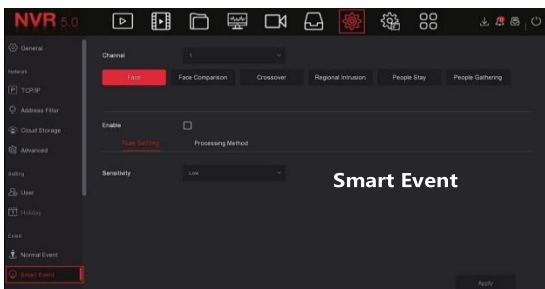 NVR 5.0
General
Channel
1
Network
Face
Face Comparison
Crossover
Regional Intrusion
People Stay
People Gathering
TCP/IP
Address Filter
Cloud Storage
Enable
Advanced
Rule Setting
Processing Method
Setting
Sensitivity
Low
Smart Event
User
Holiday
Event
Normal Event
Smart Event
Apply